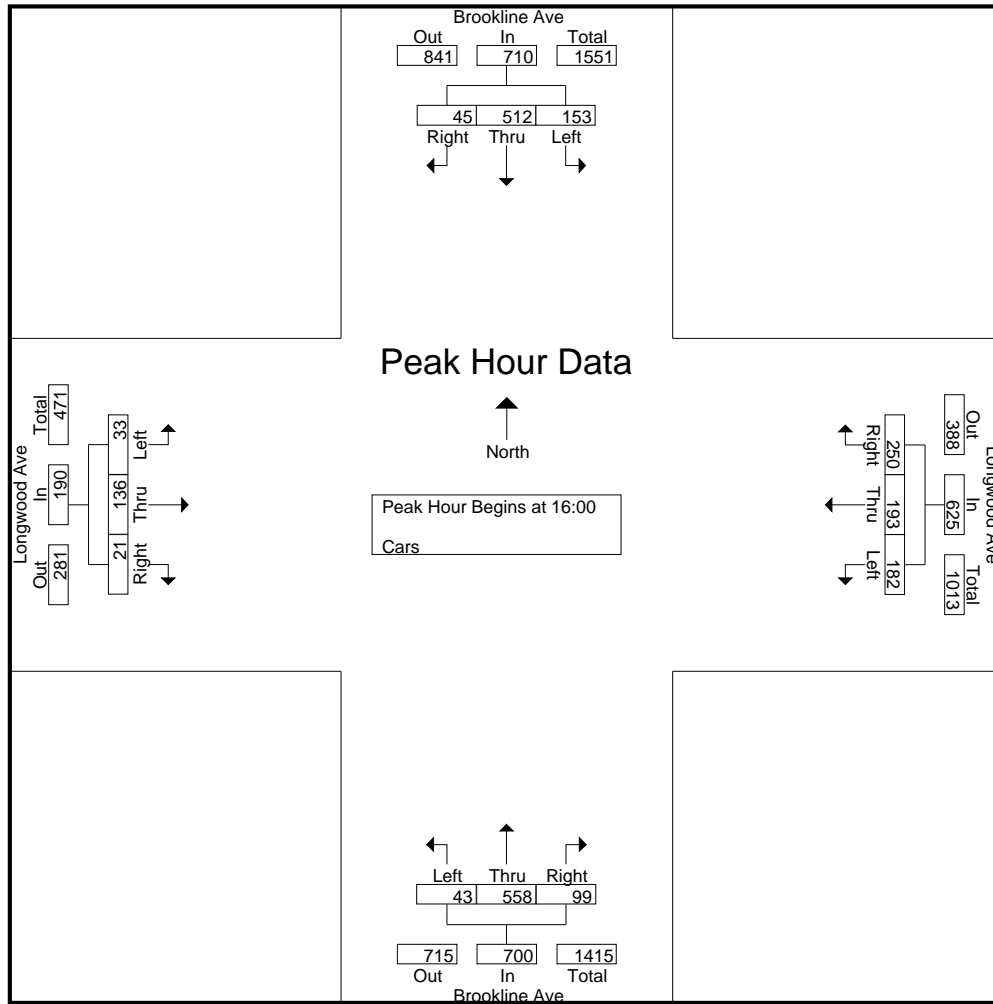 Brookline Ave
Out In Total
841 710 1551
45 512 153
Right Thru Left
Peak Hour Data
North
Peak Hour Begins at 16:00
Cars
Longwood Ave
Total In Out
471 190 281
33 136 21
Left Thru Right
Longwood Ave
Out In Total
388 625 1013
250 193 182
Right Thru Left
Left Thru Right
43 558 99
715 700 1415
Out In Total
Brookline Ave